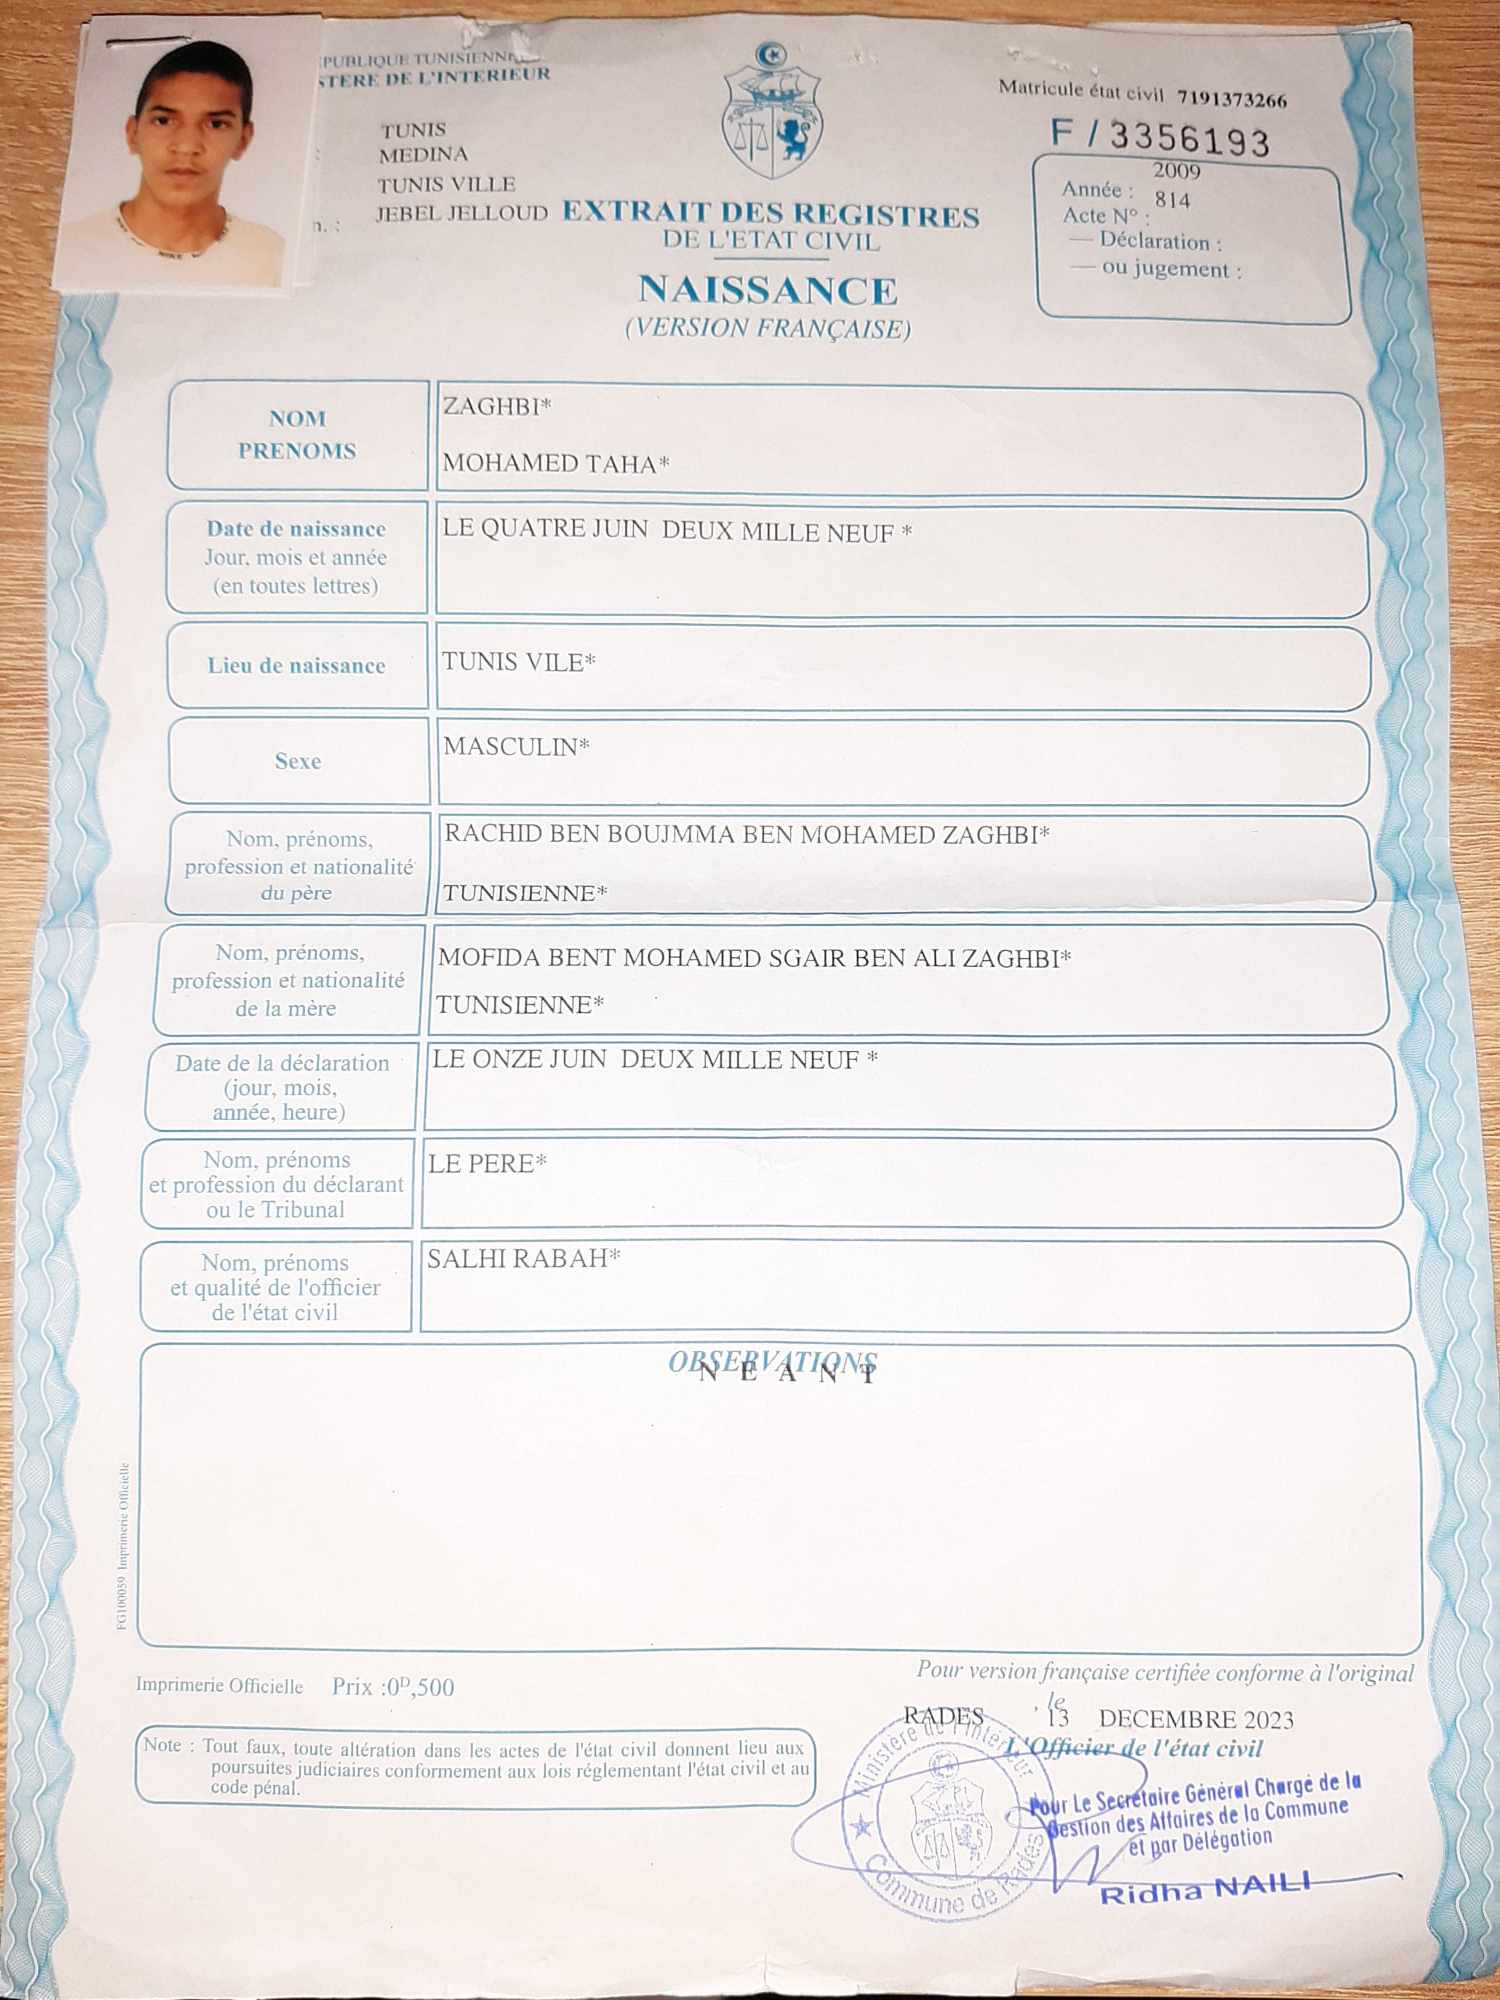 PUBLIQUE TUNISIENNE
STERE DE L'INTERIEUR
TUNIS
MEDINA
TUNIS VILLE
JEBEL JELLOUD
n. :
Matricule état civil 7191373266
F / 3356193
2009
Année :
814
Acte N° :
— Déclaration :
— ou jugement :
EXTRAIT DES REGISTRES
DE L'ETAT CIVIL
NAISSANCE
(VERSION FRANÇAISE)
NOM
PRENOMS
ZAGHBI*
MOHAMED TAHA*
Date de naissance
Jour, mois et année
(en toutes lettres)
LE QUATRE JUIN DEUX MILLE NEUF *
Lieu de naissance
TUNIS VILE*
Sexe
MASCULIN*
Nom, prénoms,
profession et nationalité
du père
RACHID BEN BOUJMMA BEN MOHAMED ZAGHBI*
TUNISIENNE*
Nom, prénoms,
profession et nationalité
de la mère
MOFIDA BENT MOHAMED SGAIR BEN ALI ZAGHBI*
TUNISIENNE*
Date de la déclaration
(jour, mois,
année, heure)
LE ONZE JUIN DEUX MILLE NEUF *
Nom, prénoms
et profession du déclarant
ou le Tribunal
LE PERE*
Nom, prénoms
et qualité de l'officier
de l'état civil
SALHI RABAH*
OBSERVATIONS
N E A N T
FG100059 Imprimerie Officielle
Imprimerie Officielle Prix :0ᴰ,500
Note : Tout faux, toute altération dans les actes de l'état civil donnent lieu aux
poursuites judiciaires conformement aux lois réglementant l'état civil et au
code pénal.
Pour version française certifiée conforme à l'original
RADES , le 13 DECEMBRE 2023
L'Officier de l'état civil
Ministère de l'Intérieur
Commune de Rades
Pour Le Secrétaire Général Chargé de la
Gestion des Affaires de la Commune
et par Délégation
Ridha NAILI